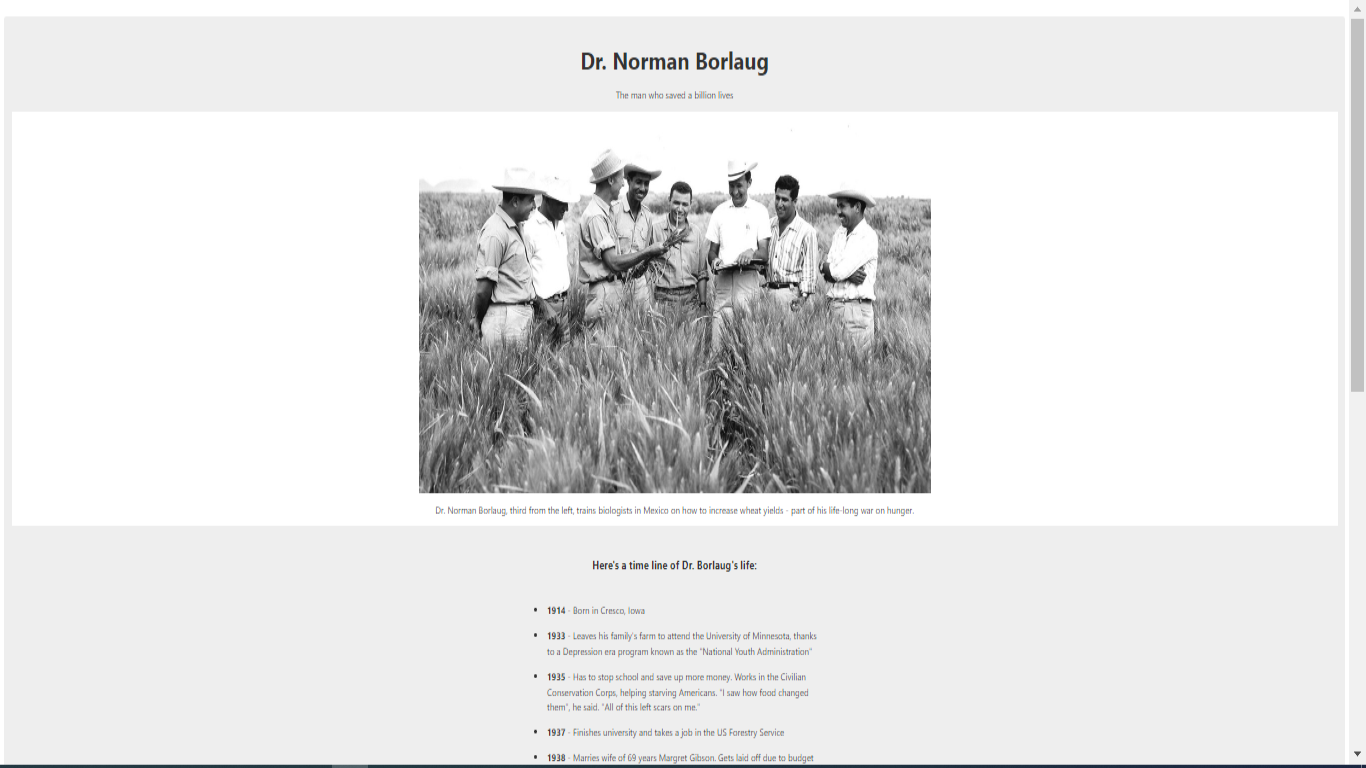 Dr. Norman Borlaug
The man who saved a billion lives
Dr. Norman Borlaug, third from the left, trains biologists in Mexico on how to increase wheat yields - part of his life-long war on hunger.
Here's a time line of Dr. Borlaug's life:
• 1914 - Born in Cresco, Iowa
• 1933 - Leaves his family's farm to attend the University of Minnesota, thanks
to a Depression era program known as the "National Youth Administration"
• 1935 - Has to stop school and save up more money. Works in the Civilian
Conservation Corps, helping starving Americans. "I saw how food changed
them", he said. "All of this left scars on me."
• 1937 - Finishes university and takes a job in the US Forestry Service
• 1938 - Marries wife of 69 years Margret Gibson. Gets laid off due to budget